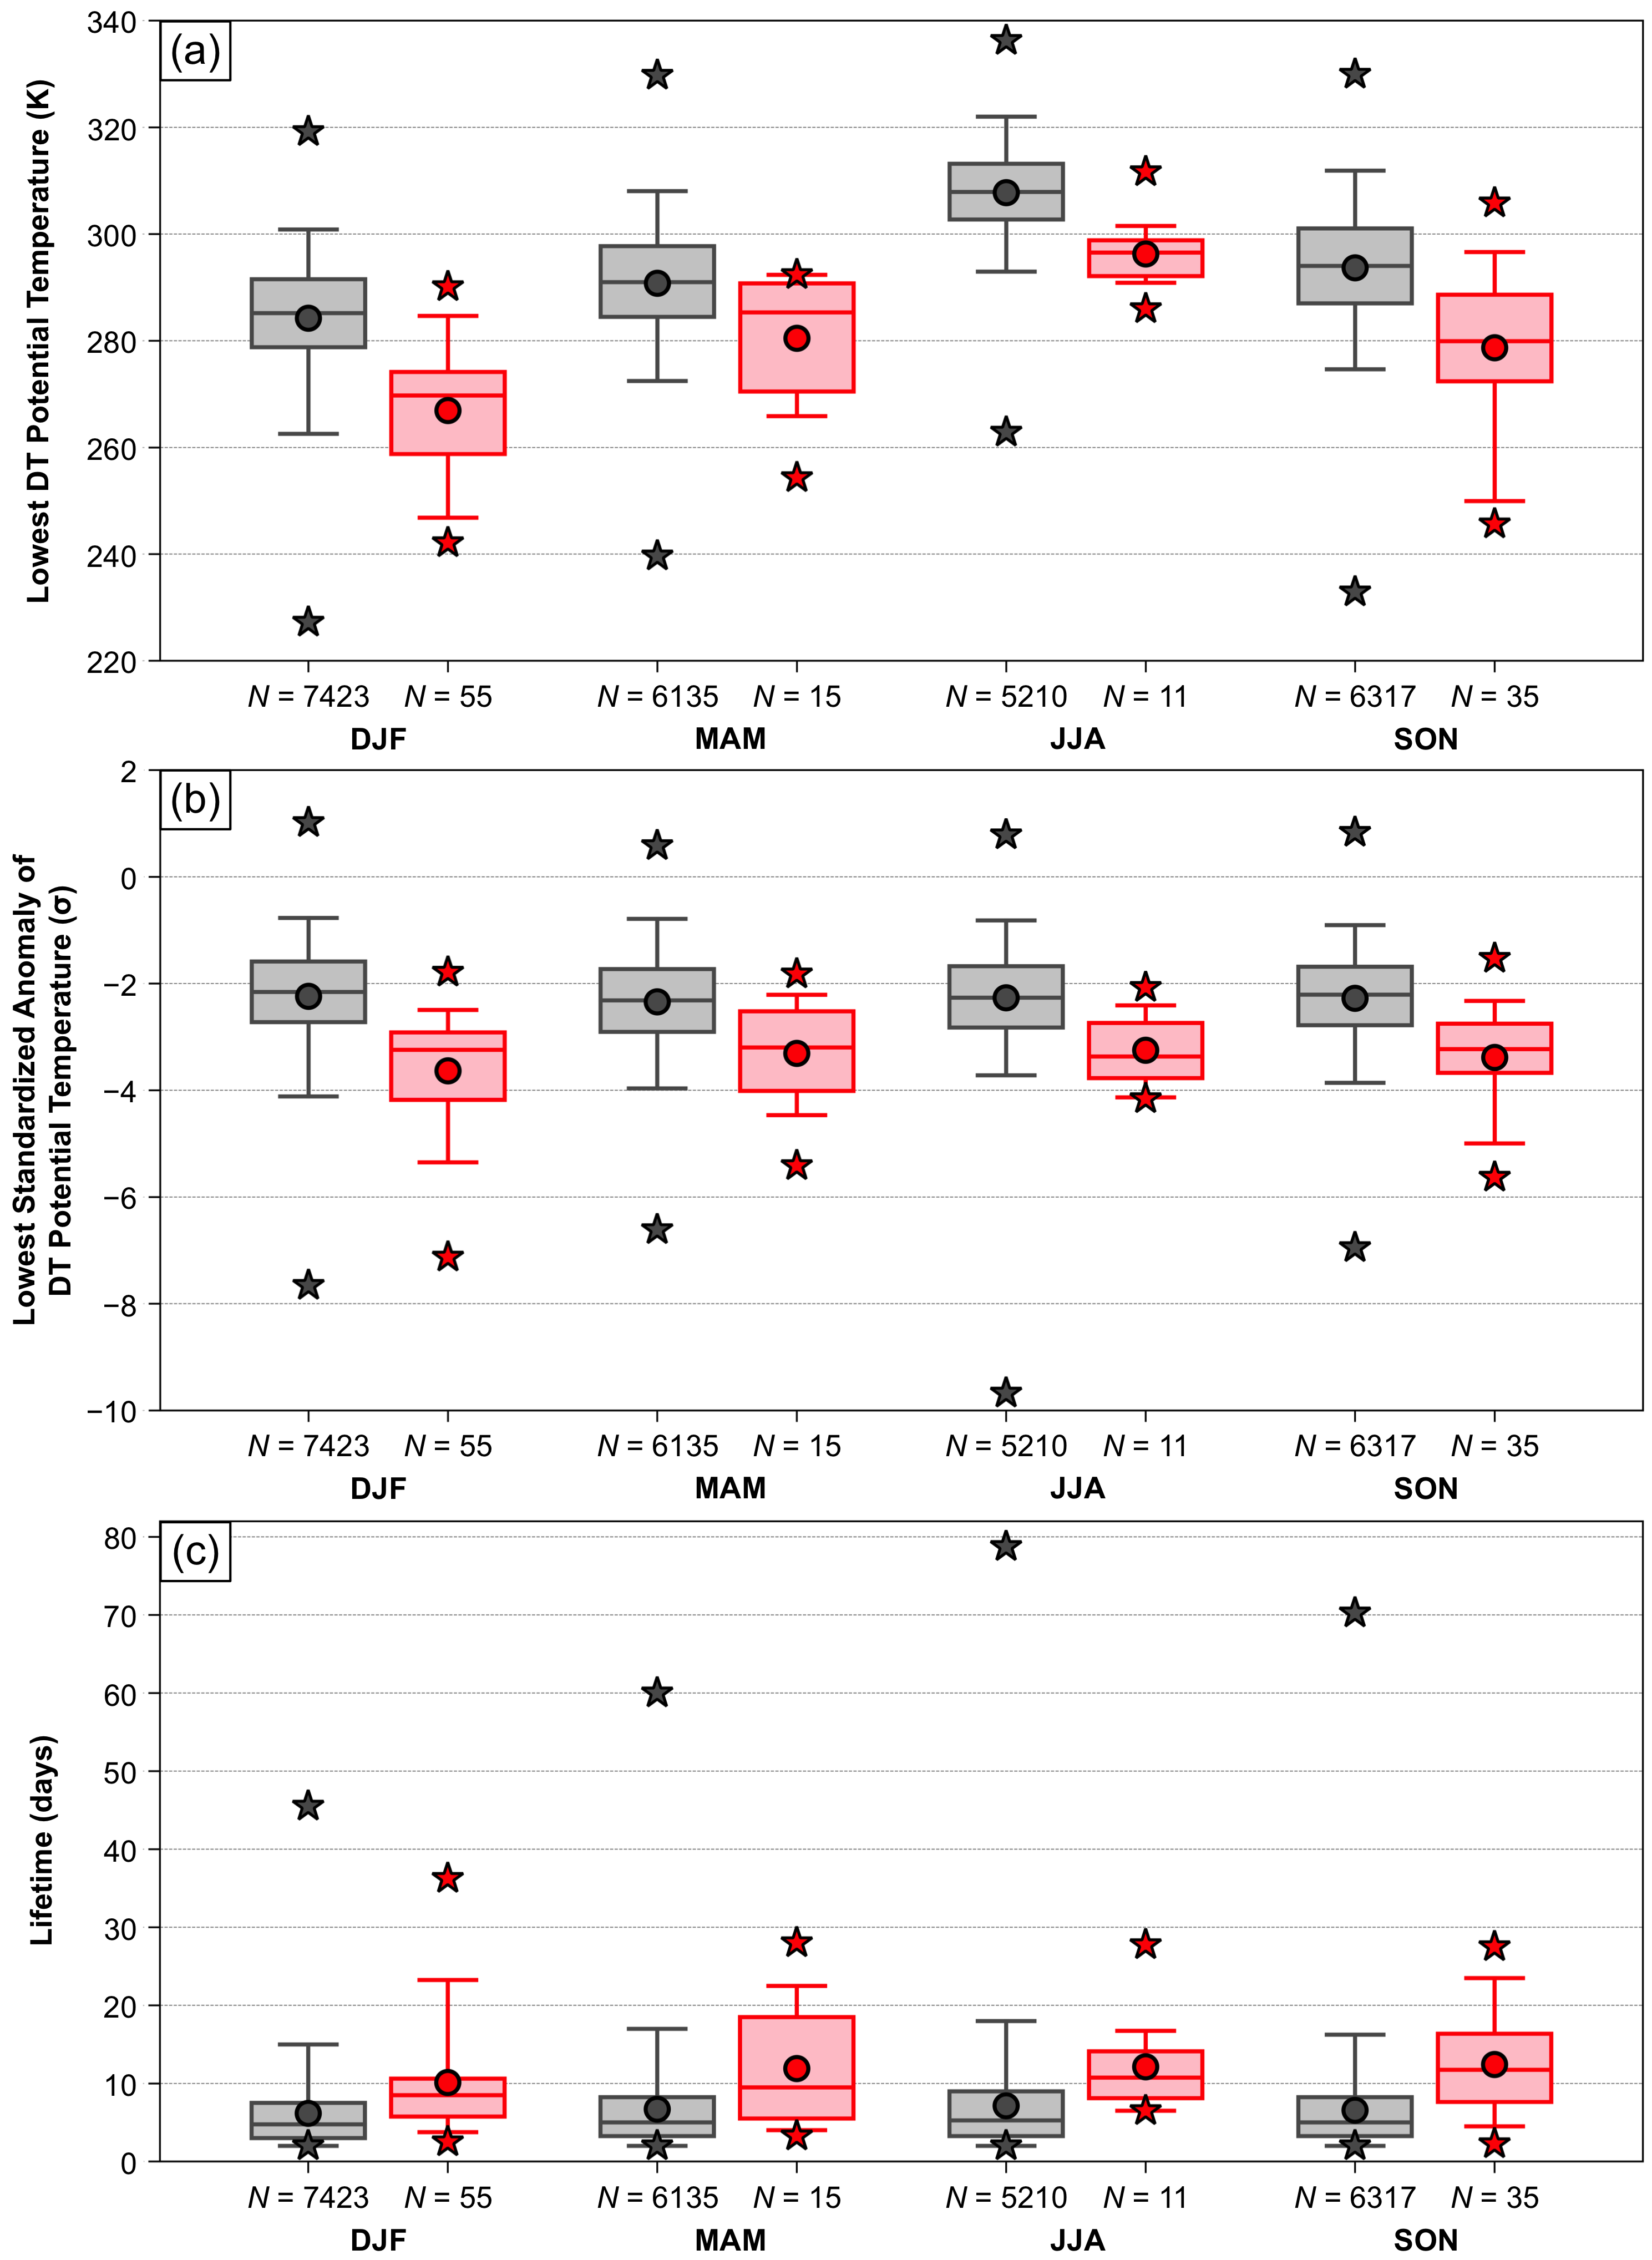 (a)
Lowest DT Potential Temperature (K)
340
320
300
280
260
240
220
N = 7423 N = 55 N = 6135 N = 15 N = 5210 N = 11 N = 6317 N = 35
DJF MAM JJA SON
(b)
Lowest Standardized Anomaly of
DT Potential Temperature (σ)
2
0
−2
−4
−6
−8
−10
N = 7423 N = 55 N = 6135 N = 15 N = 5210 N = 11 N = 6317 N = 35
DJF MAM JJA SON
(c)
Lifetime (days)
80
70
60
50
40
30
20
10
0
N = 7423 N = 55 N = 6135 N = 15 N = 5210 N = 11 N = 6317 N = 35
DJF MAM JJA SON